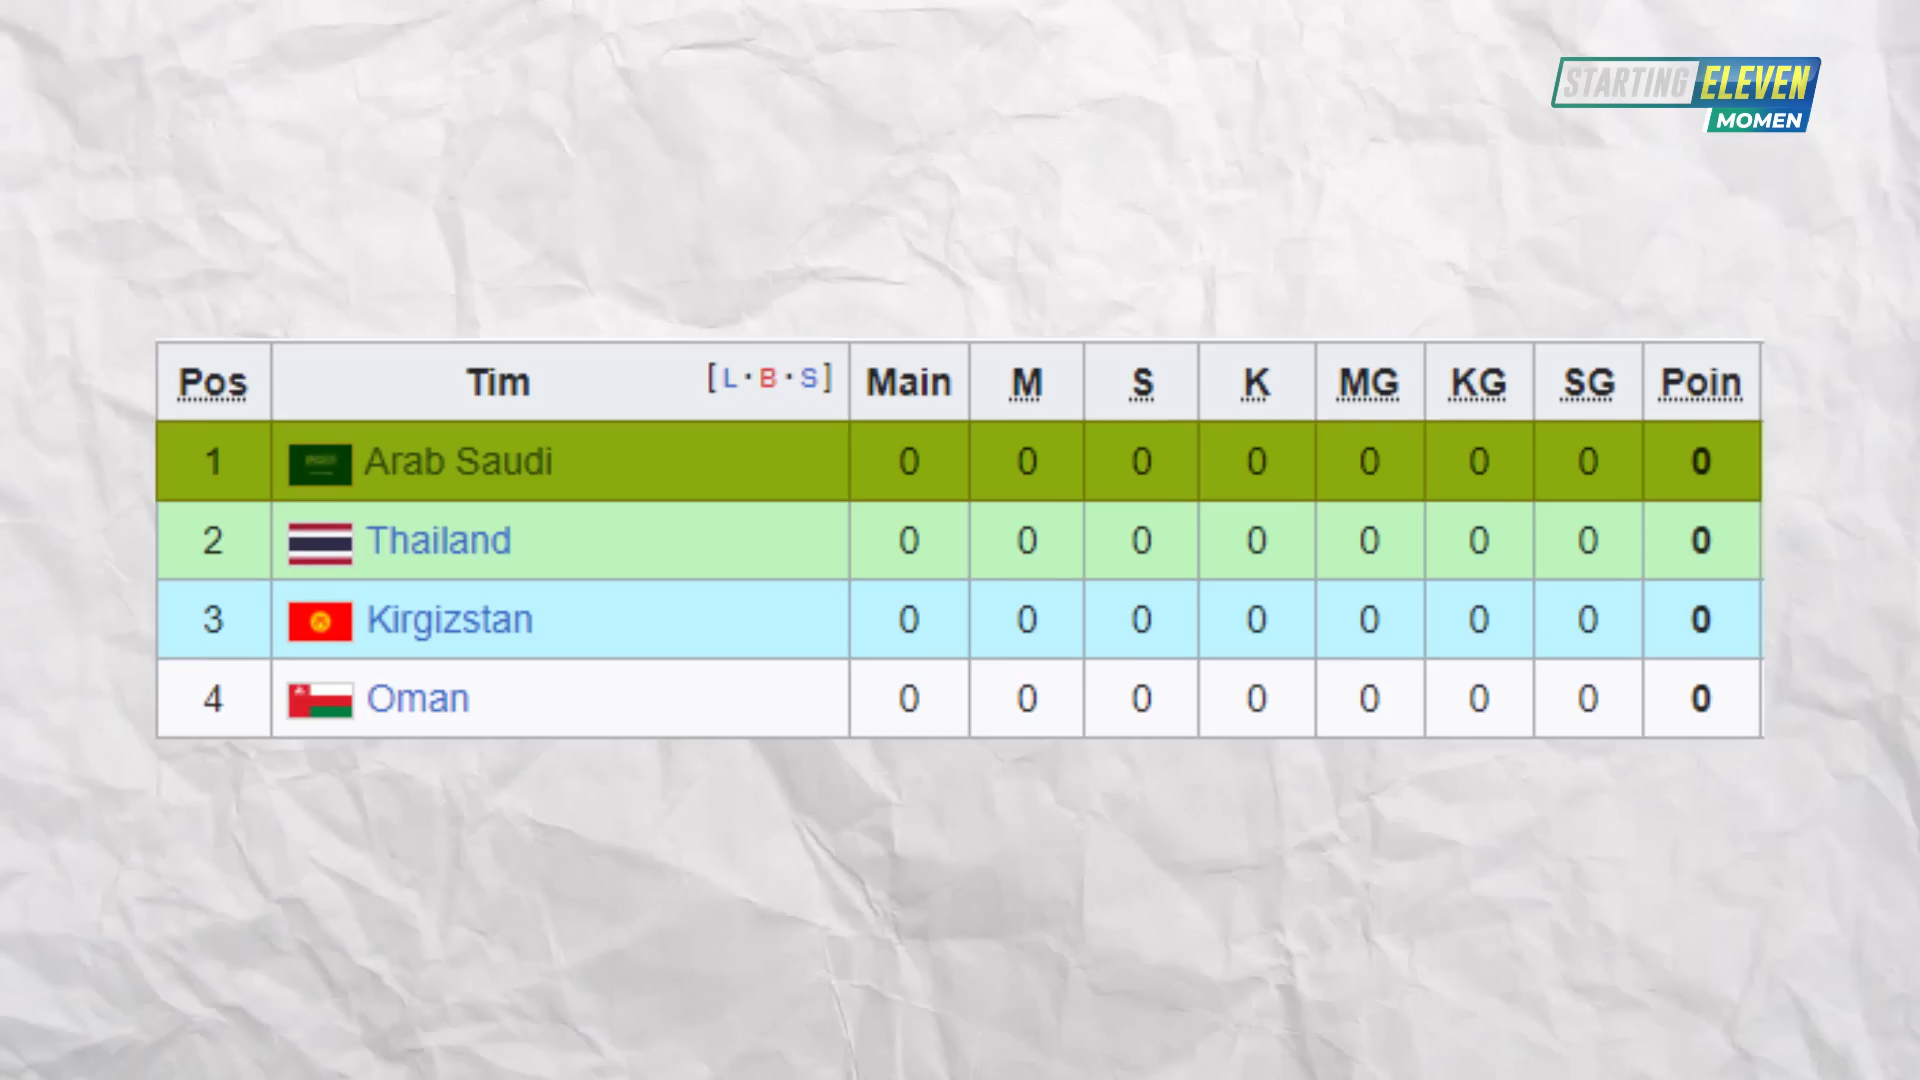 STARTING ELEVEN
MOMEN
Pos Tim [L · B · S] Main M S K MG KG SG Poin
1 Arab Saudi 0 0 0 0 0 0 0 0
2 Thailand 0 0 0 0 0 0 0 0
3 Kirgizstan 0 0 0 0 0 0 0 0
4 Oman 0 0 0 0 0 0 0 0